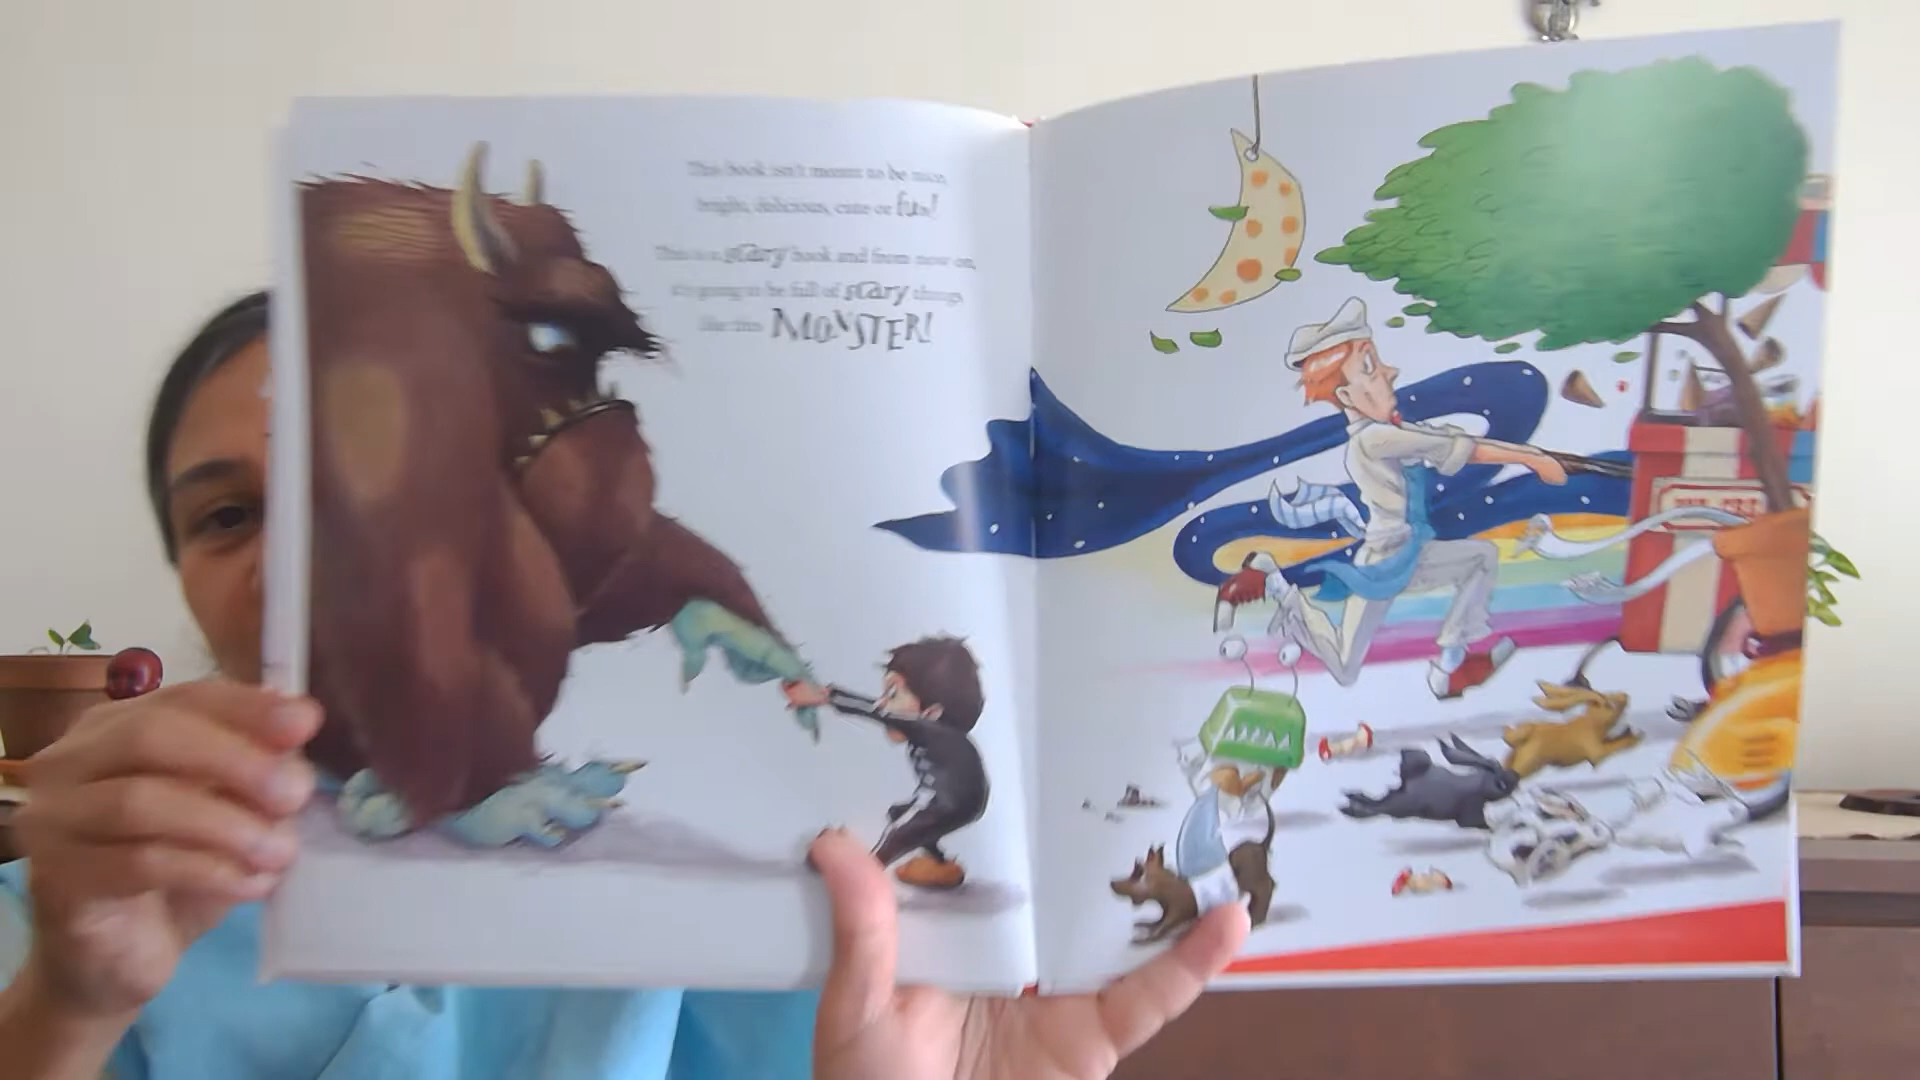 This book isn't meant to be nice,
bright, delicious, cute or fun!
This is a scary book and from now on,
it's going to be full of scary things,
like this MONSTER!